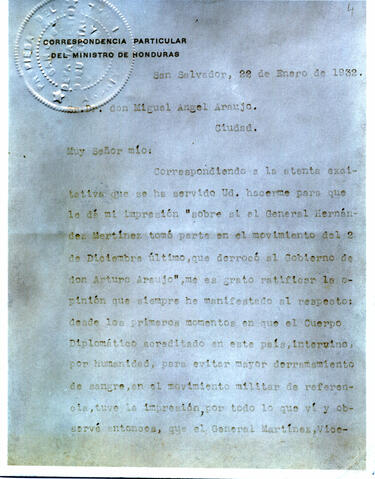 4
CORRESPONDENCIA PARTICULAR
DEL MINISTRO DE HONDURAS
San Salvador, 22 de Enero de 1932.
Dr. don Miguel Angel Araujo.
Ciudad.
Muy Señor mío:
Correspondiendo a la atenta exci-
tativa que se ha servido Ud. hacerme para que
le dé mi impresión "sobre si el General Hernán-
dez Martínez tomó parte en el movimiento del 2
de Diciembre último, que derrocó al Gobierno de
don Arturo Araujo", me es grato ratificar la o-
pinión que siempre he manifestado al respecto:
desde los primeros momentos en que el Cuerpo
Diplomático acreditado en este país, intervino,
por humanidad, para evitar mayor derramamiento
de sangre, en el movimiento militar de referen-
cia, tuve la impresión, por todo lo que ví y ob-
servé entonces, que el General Martínez, Vice-